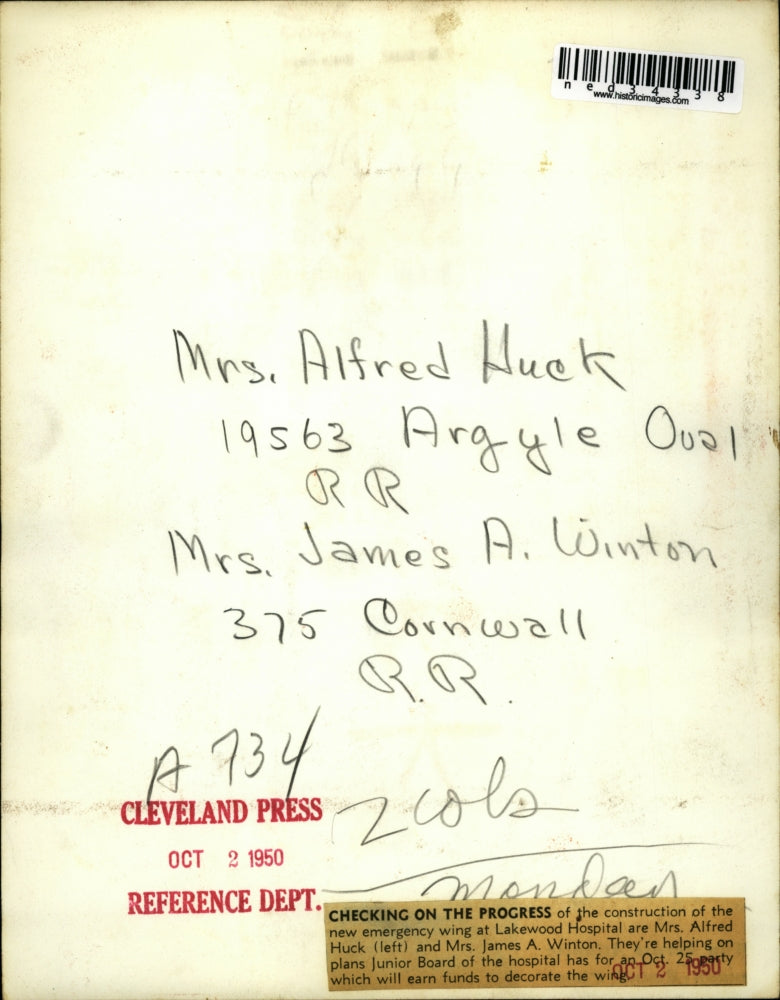 ned34338
www.historicimages.com
Mrs. Alfred Huck
19563 Argyle Oval
RR
Mrs. James A. Winton
375 Cornwall
R.R.
A 734
CLEVELAND PRESS
OCT 2 1950
REFERENCE DEPT.
2 cols
Monday
CHECKING ON THE PROGRESS of the construction of the
new emergency wing at Lakewood Hospital are Mrs. Alfred
Huck (left) and Mrs. James A. Winton. They're helping on
plans Junior Board of the hospital has for an Oct. 25 party
which will earn funds to decorate the wing.
OCT 2 1950